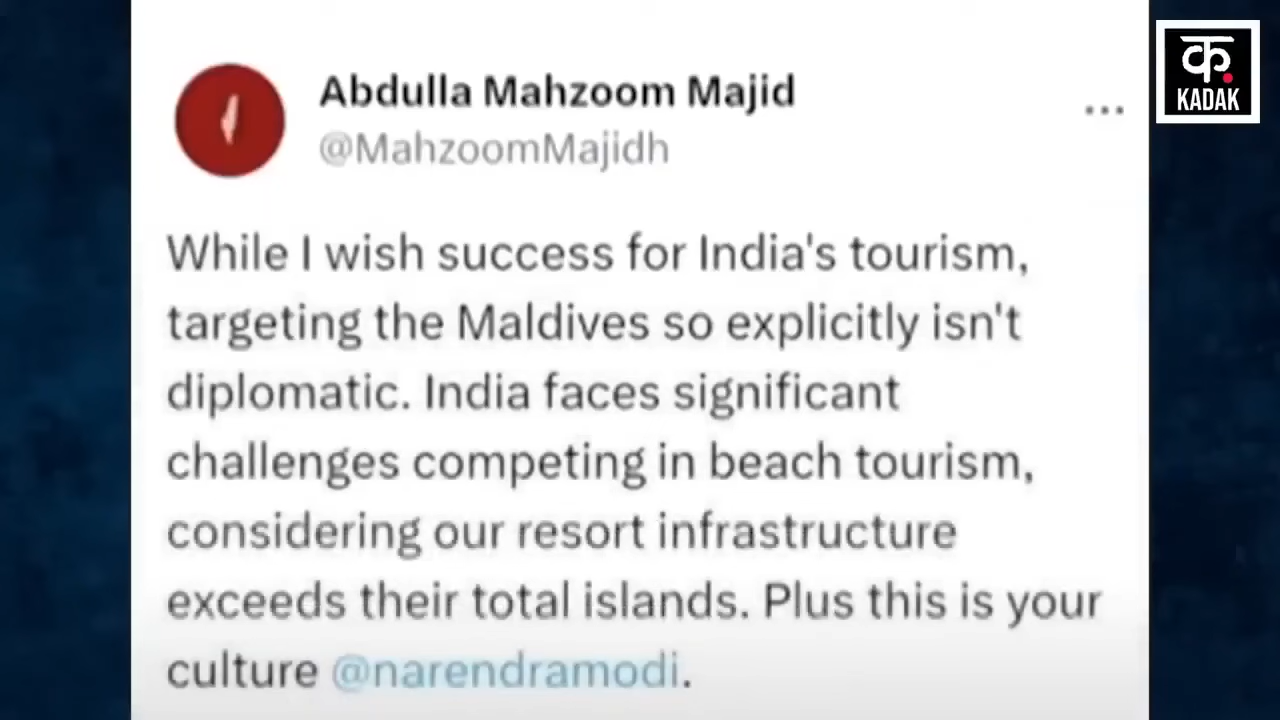 क.
KADAK
Abdulla Mahzoom Majid
...
@MahzoomMajidh
While I wish success for India's tourism,
targeting the Maldives so explicitly isn't
diplomatic. India faces significant
challenges competing in beach tourism,
considering our resort infrastructure
exceeds their total islands. Plus this is your
culture @narendramodi.